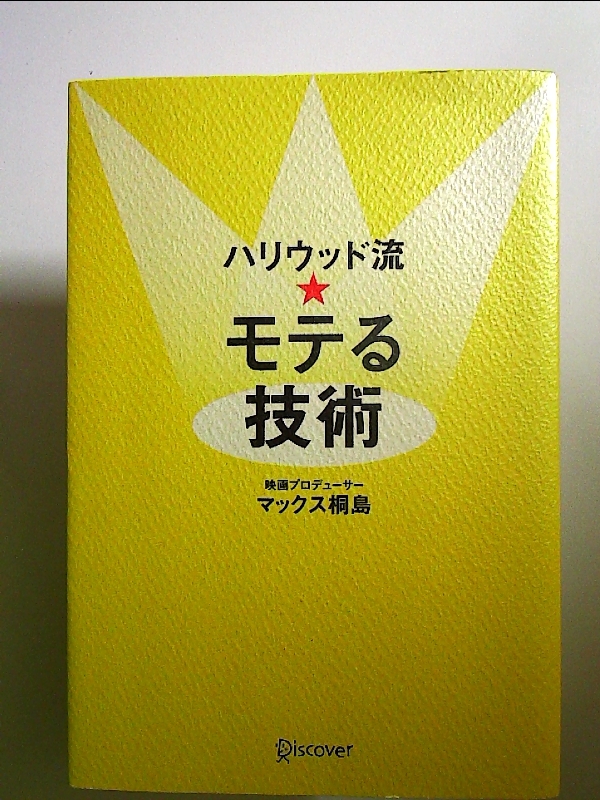 ハリウッド流
★
モテる
技術
映画プロデューサー
マックス桐島
Discover